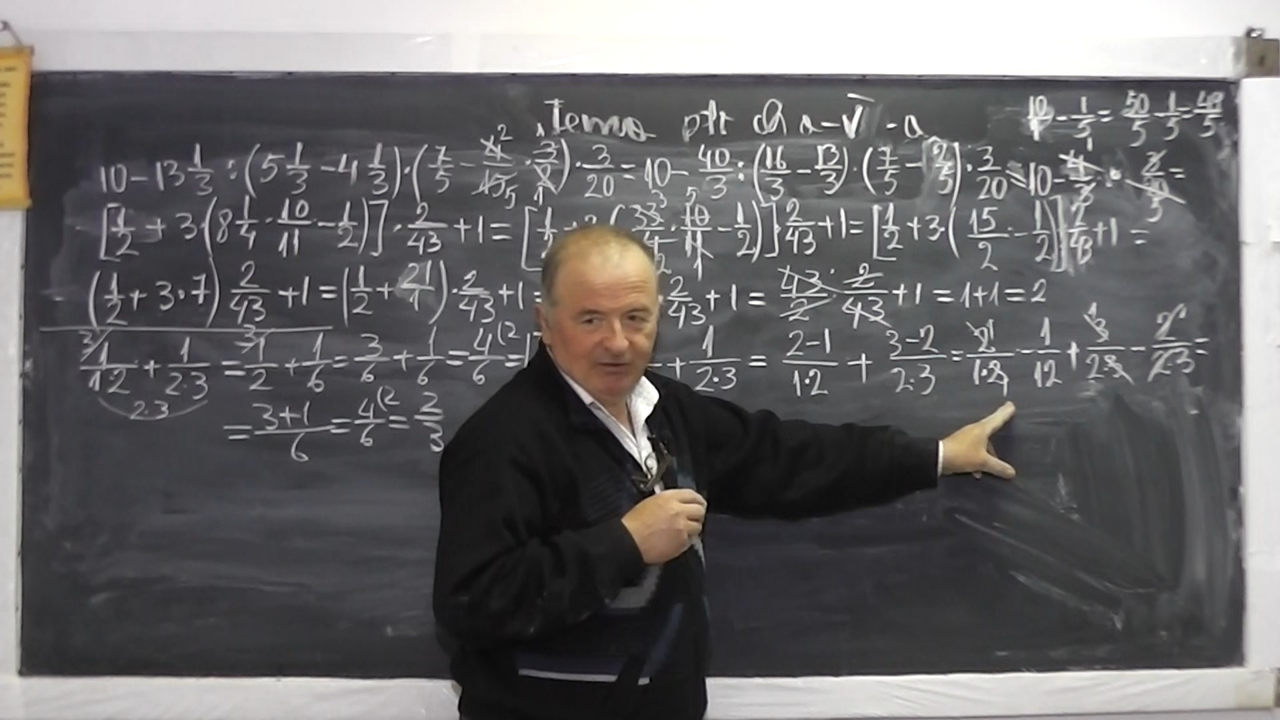 Tema ptr cls a-V-a
10/1 - 1/5 = 50/5 - 1/5 = 49/5
10 - 13 1/3 : (5 1/3 - 4 1/3) · (7/5 - 4/15 · 3/2) · 3/20 = 10 - 40/3 : (16/3 - 13/3) · (7/5 - 2/5) · 3/20 =
[1/2 + 3 · (8 1/4 · 10/11 - 1/2)] · 2/43 + 1 = [1/2 (33/4 · 10/11 - 1/2)] · 2/43 + 1 = [1/2 + 3 · (15/2 - 1/2)] 2/43 + 1 =
(1/2 + 3 · 7) 2/43 + 1 = (1/2 + 21/1) · 2/43 + 1 = 2/43 + 1 = 43/2 · 2/43 + 1 = 1 + 1 = 2
1/1·2 + 1/2·3 = 1/2 + 1/6 = 3/6 + 1/6 = 4/6 = + 1/2·3 = 2-1/1·2 + 3-2/2·3 = 2/1·2 - 1/12 + 3/2·3 - 2/2·3 =
2·3
= 3+1/6 = 4/6 = 2/3